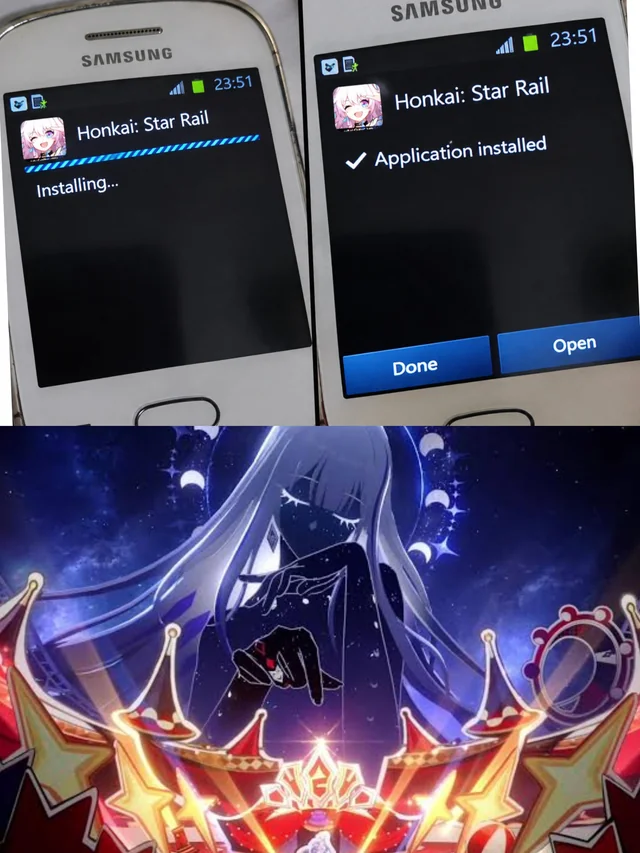 SAMSUNG
23:51
Honkai: Star Rail
Installing...
SAMSUNG
23:51
Honkai: Star Rail
Application installed
Done
Open